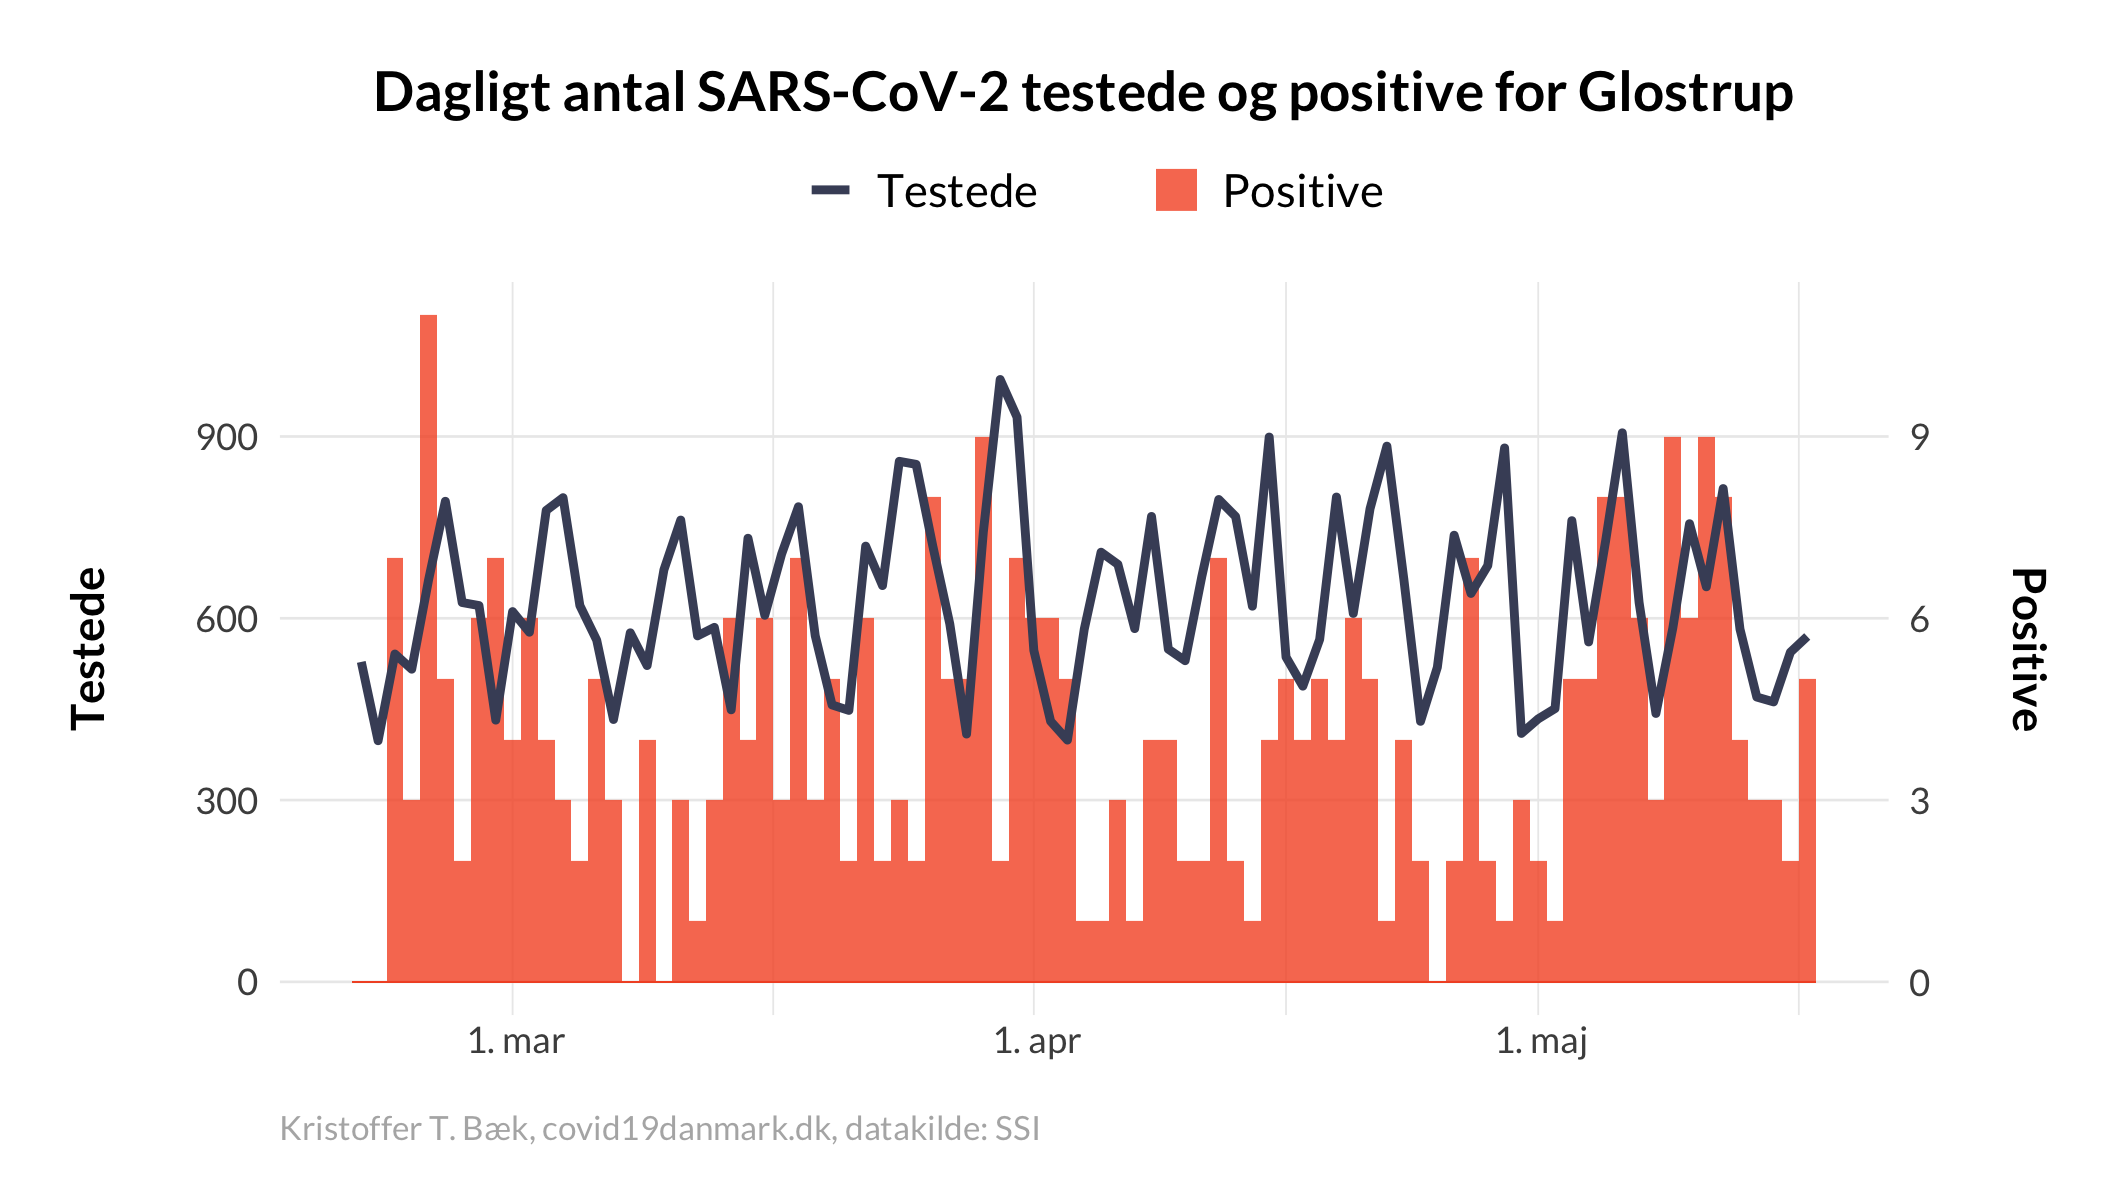 Dagligt antal SARS-CoV-2 testede og positive for Glostrup
Testede Positive
900 9
600 6
300 3
0 0
Testede
Positive
1. mar 1. apr 1. maj
Kristoffer T. Bæk, covid19danmark.dk, datakilde: SSI